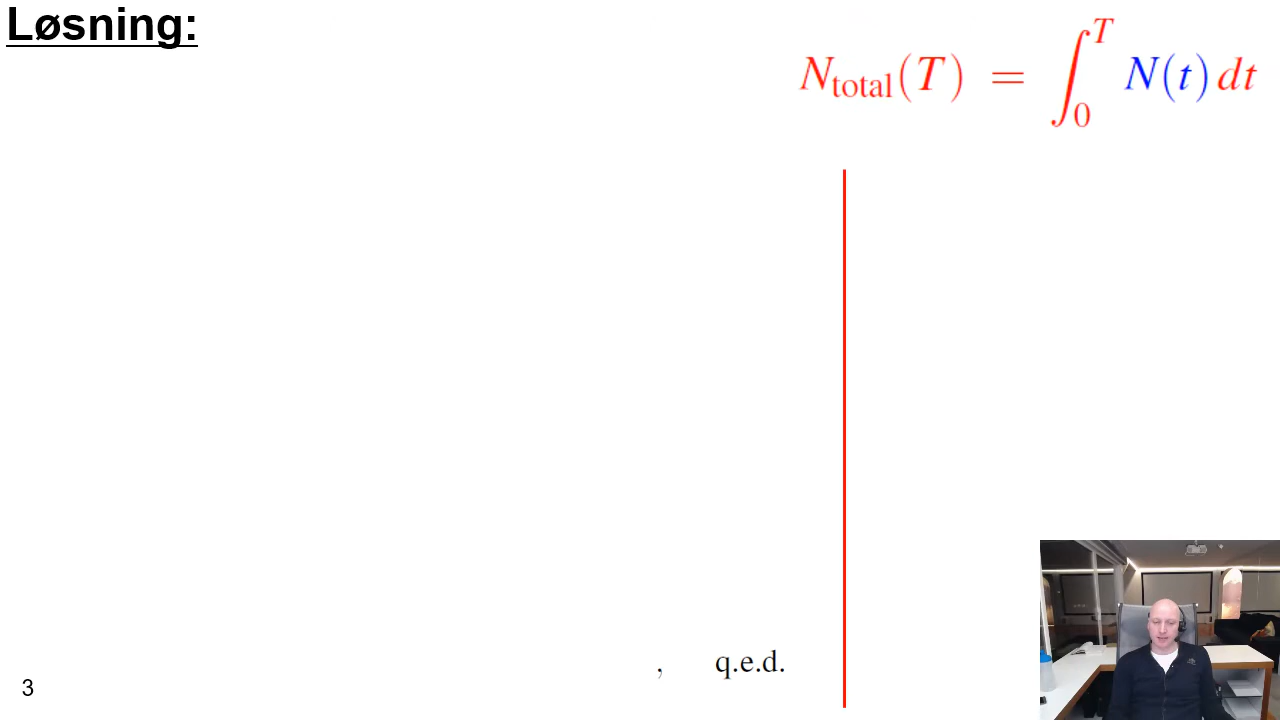 Løsning:
N_total(T) = ∫_0^T N(t) dt
, q.e.d.
3